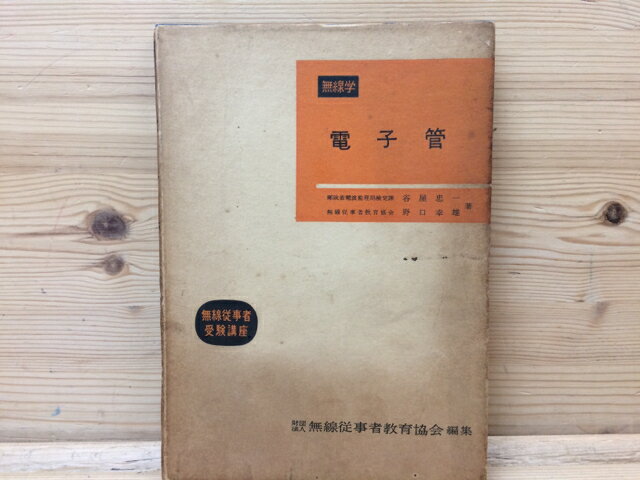 無線学
電子管
郵政省電波監理局検定課 谷屋忠一
無線従事者教育協会 野口幸雄
著
無線従事者
受験講座
財団法人 無線従事者教育協会 編集